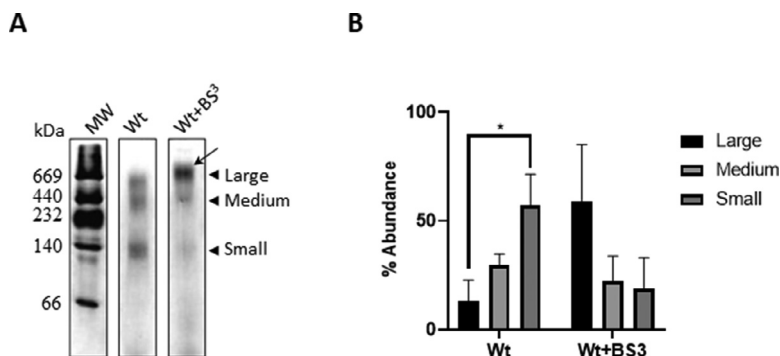 A
kDa
MW
Wt
Wt+BS³
669
440
232
140
66
Large
Medium
Small
B
% Abundance
100
50
0
*
Wt
Wt+BS3
Large
Medium
Small